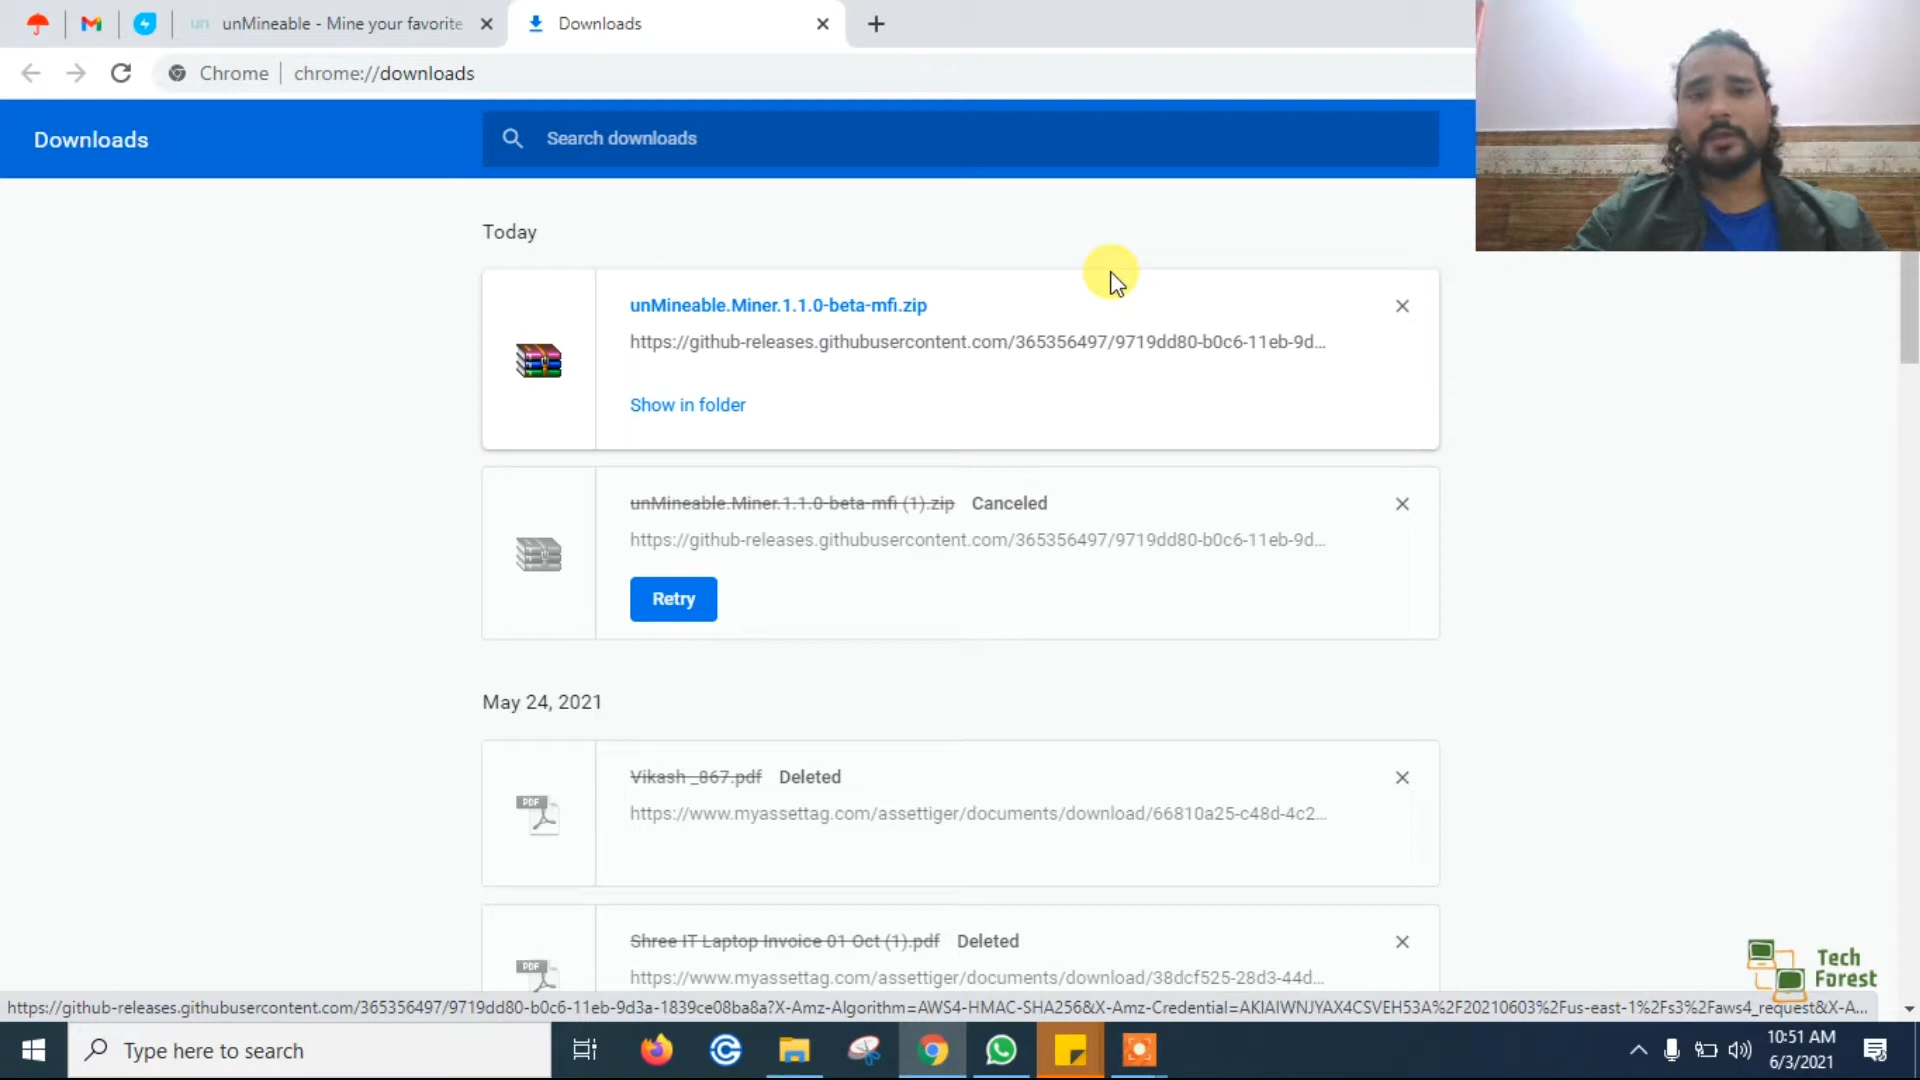 un unMineable - Mine your favorite
Downloads
Chrome
chrome://downloads
Downloads
Search downloads
Today
unMineable.Miner.1.1.0-beta-mfi.zip
https://github-releases.githubusercontent.com/365356497/9719dd80-b0c6-11eb-9d...
Show in folder
unMineable.Miner.1.1.0-beta-mfi (1).zip Canceled
https://github-releases.githubusercontent.com/365356497/9719dd80-b0c6-11eb-9d...
Retry
May 24, 2021
Vikash _867.pdf Deleted
PDF
https://www.myassettag.com/assettiger/documents/download/66810a25-c48d-4c2...
Shree IT Laptop Invoice 01 Oct (1).pdf Deleted
PDF
https://www.myassettag.com/assettiger/documents/download/38dcf525-28d3-44d...
Tech
Forest
https://github-releases.githubusercontent.com/365356497/9719dd80-b0c6-11eb-9d3a-1839ce08ba8a?X-Amz-Algorithm=AWS4-HMAC-SHA256&X-Amz-Credential=AKIAIWNJYAX4CSVEH53A%2F20210603%2Fus-east-1%2Fs3%2Faws4_request&X-A...
Type here to search
10:51 AM
6/3/2021